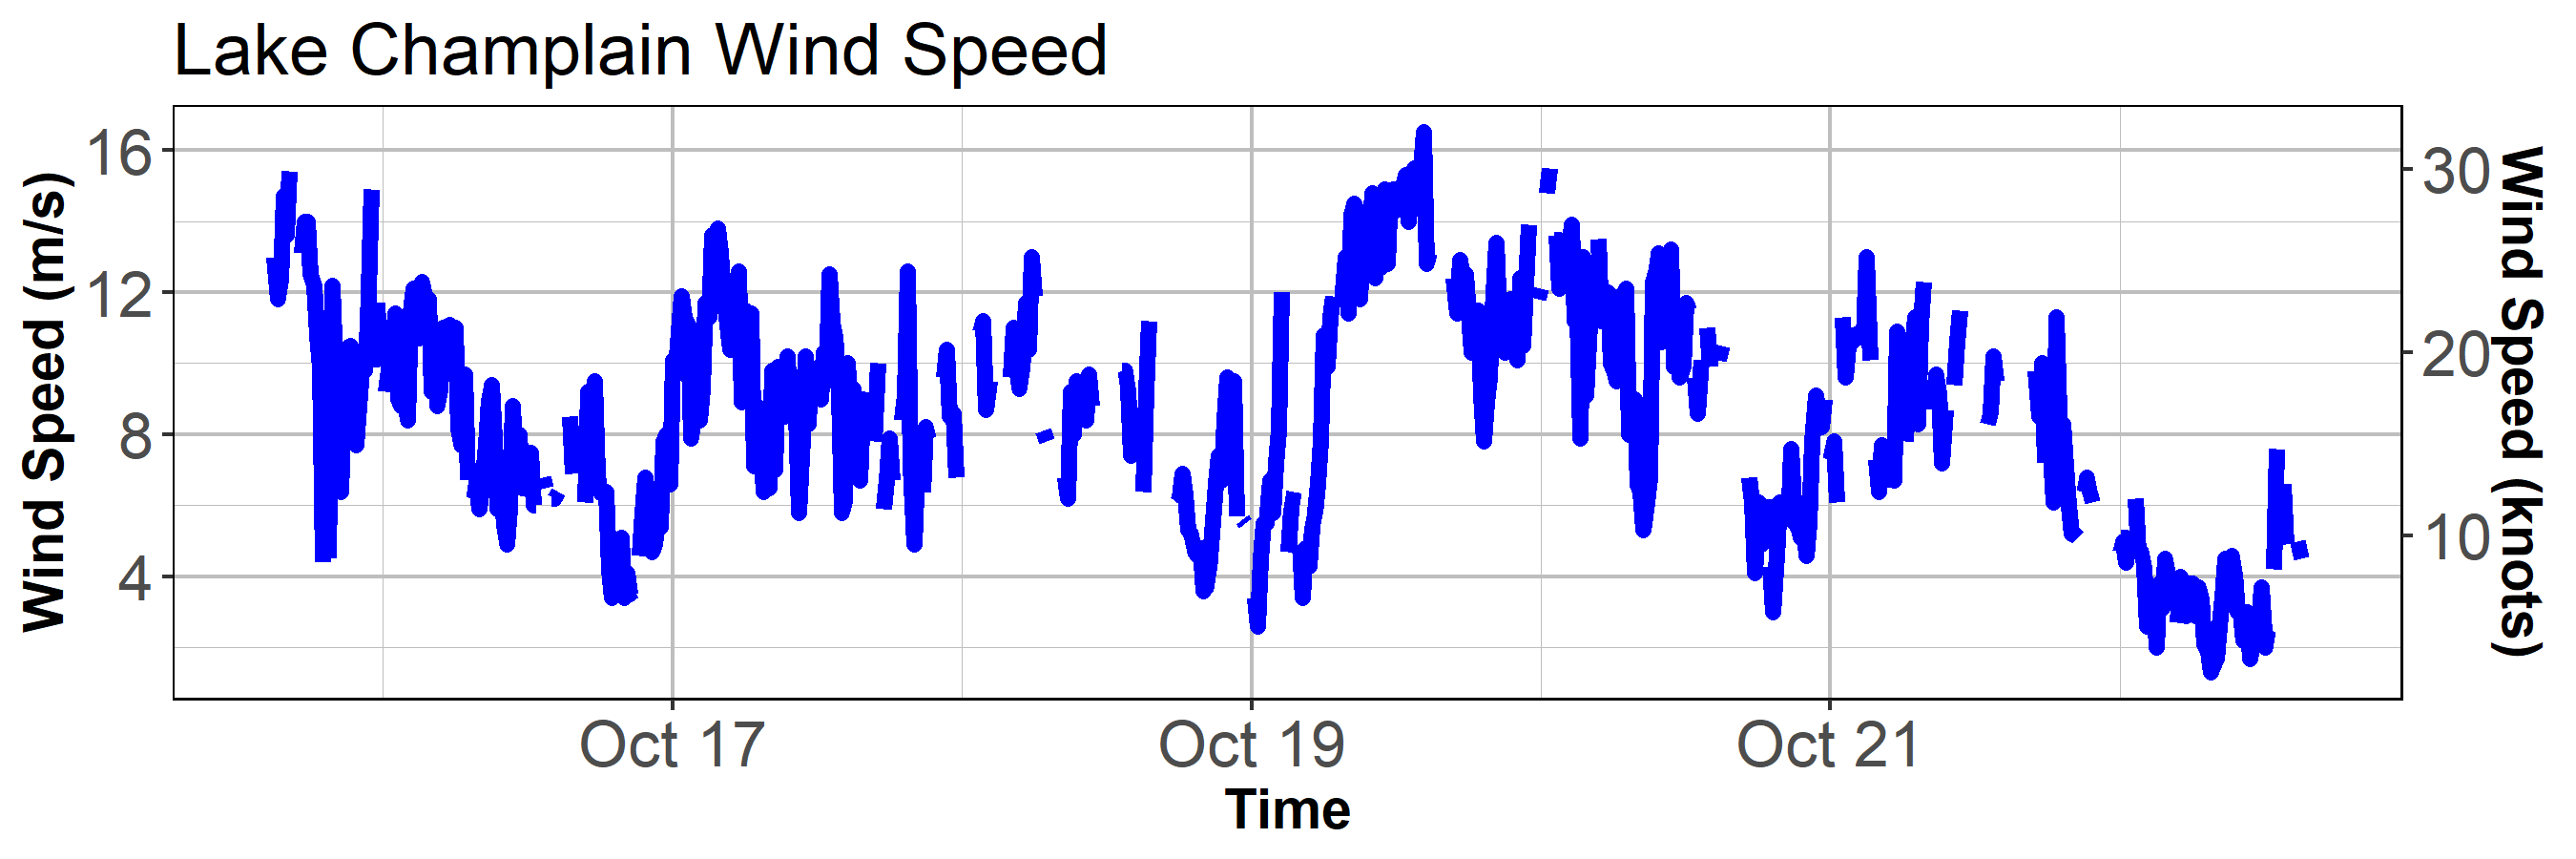 Lake Champlain Wind Speed
Wind Speed (m/s)
16
12
8
4
30
20
10
Wind Speed (knots)
Oct 17
Oct 19
Oct 21
Time